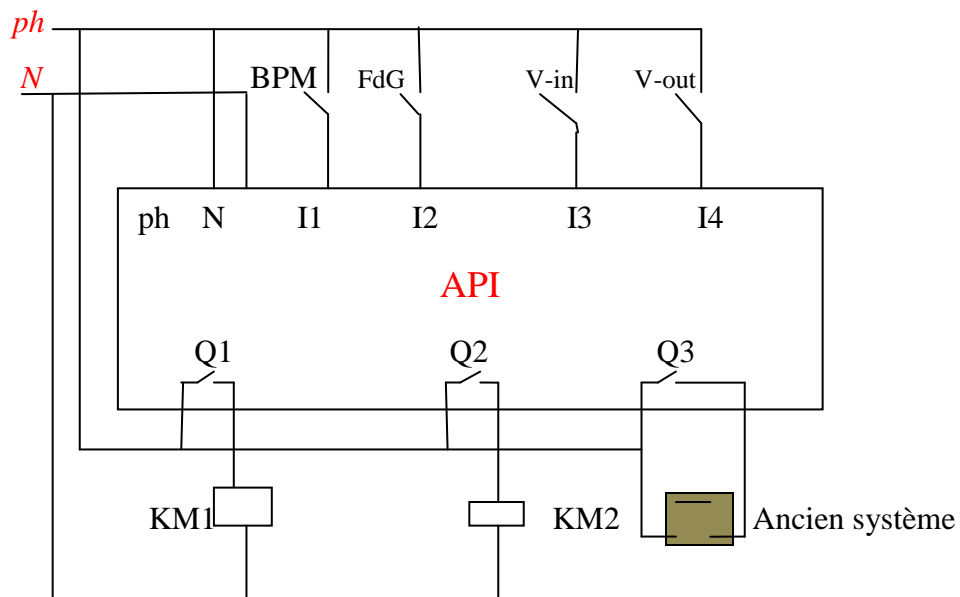 ph
N
BPM FdG V-in V-out
ph N I1 I2 I3 I4
API
Q1 Q2 Q3
KM1 KM2 Ancien système